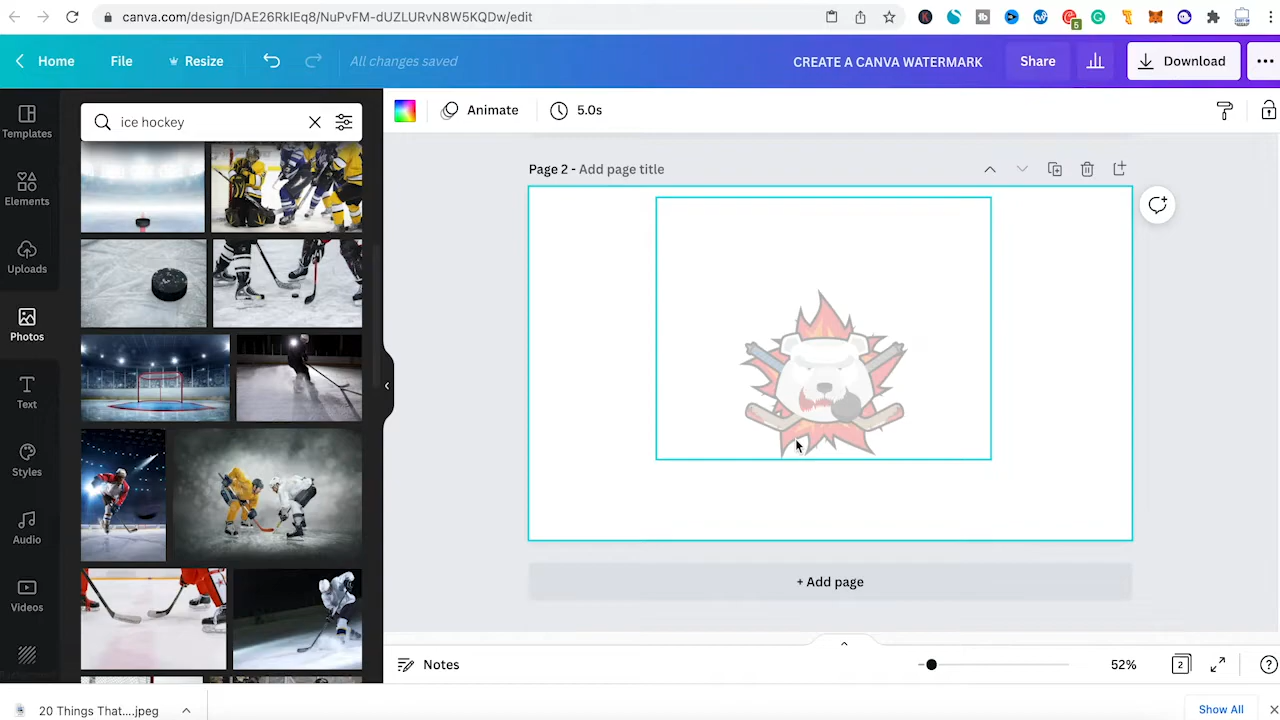 canva.com/design/DAE26RkIEq8/NuPvFM-dUZLURvN8W5KQDw/edit
5
Home
File
Resize
All changes saved
CREATE A CANVA WATERMARK
Share
Download
Templates
Elements
Uploads
Photos
Text
Styles
Audio
Videos
ice hockey
Animate
5.0s
Page 2 - Add page title
+ Add page
Notes
52%
2
20 Things That....jpeg
Show All